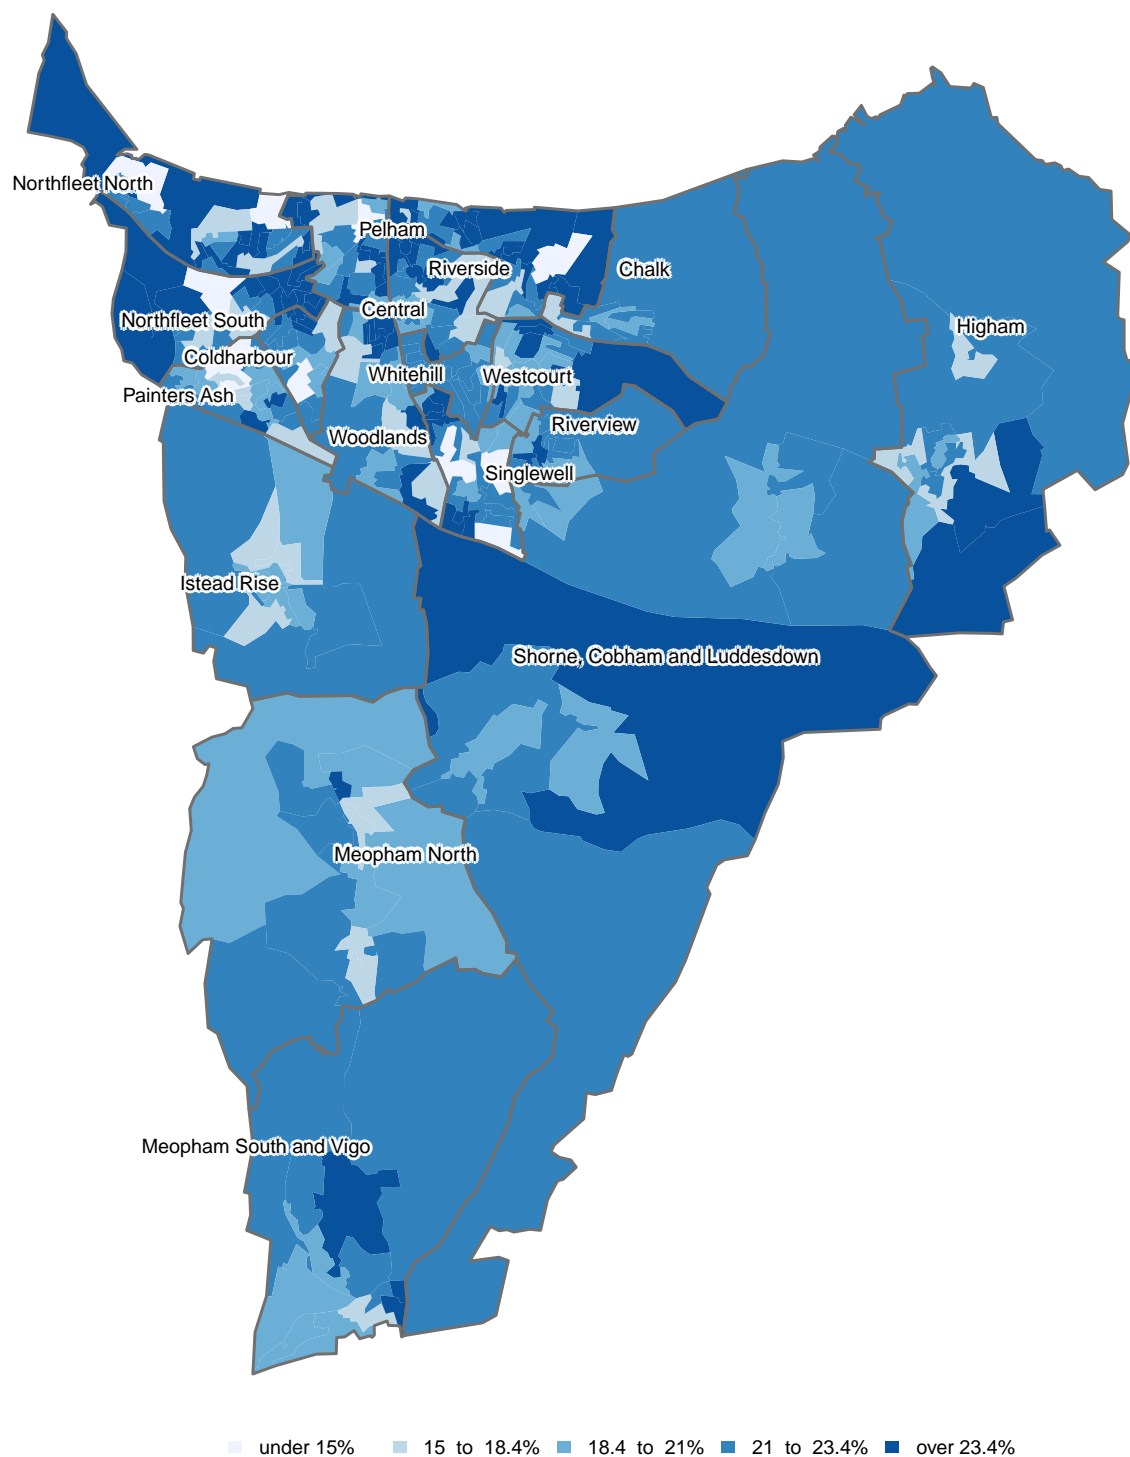 Northfleet North
Pelham
Riverside
Chalk
Central
Northfleet South
Higham
Coldharbour
Whitehill
Westcourt
Painters Ash
Riverview
Woodlands
Singlewell
Istead Rise
Shorne, Cobham and Luddesdown
Meopham North
Meopham South and Vigo
under 15% 15 to 18.4% 18.4 to 21% 21 to 23.4% over 23.4%